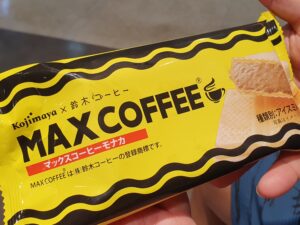 Kojimaya × 鈴木コーヒー
MAX COFFEE®
マックスコーヒーモナカ
MAX COFFEE®は(株)鈴木コーヒーの登録商標です。
種類別:アイスミ